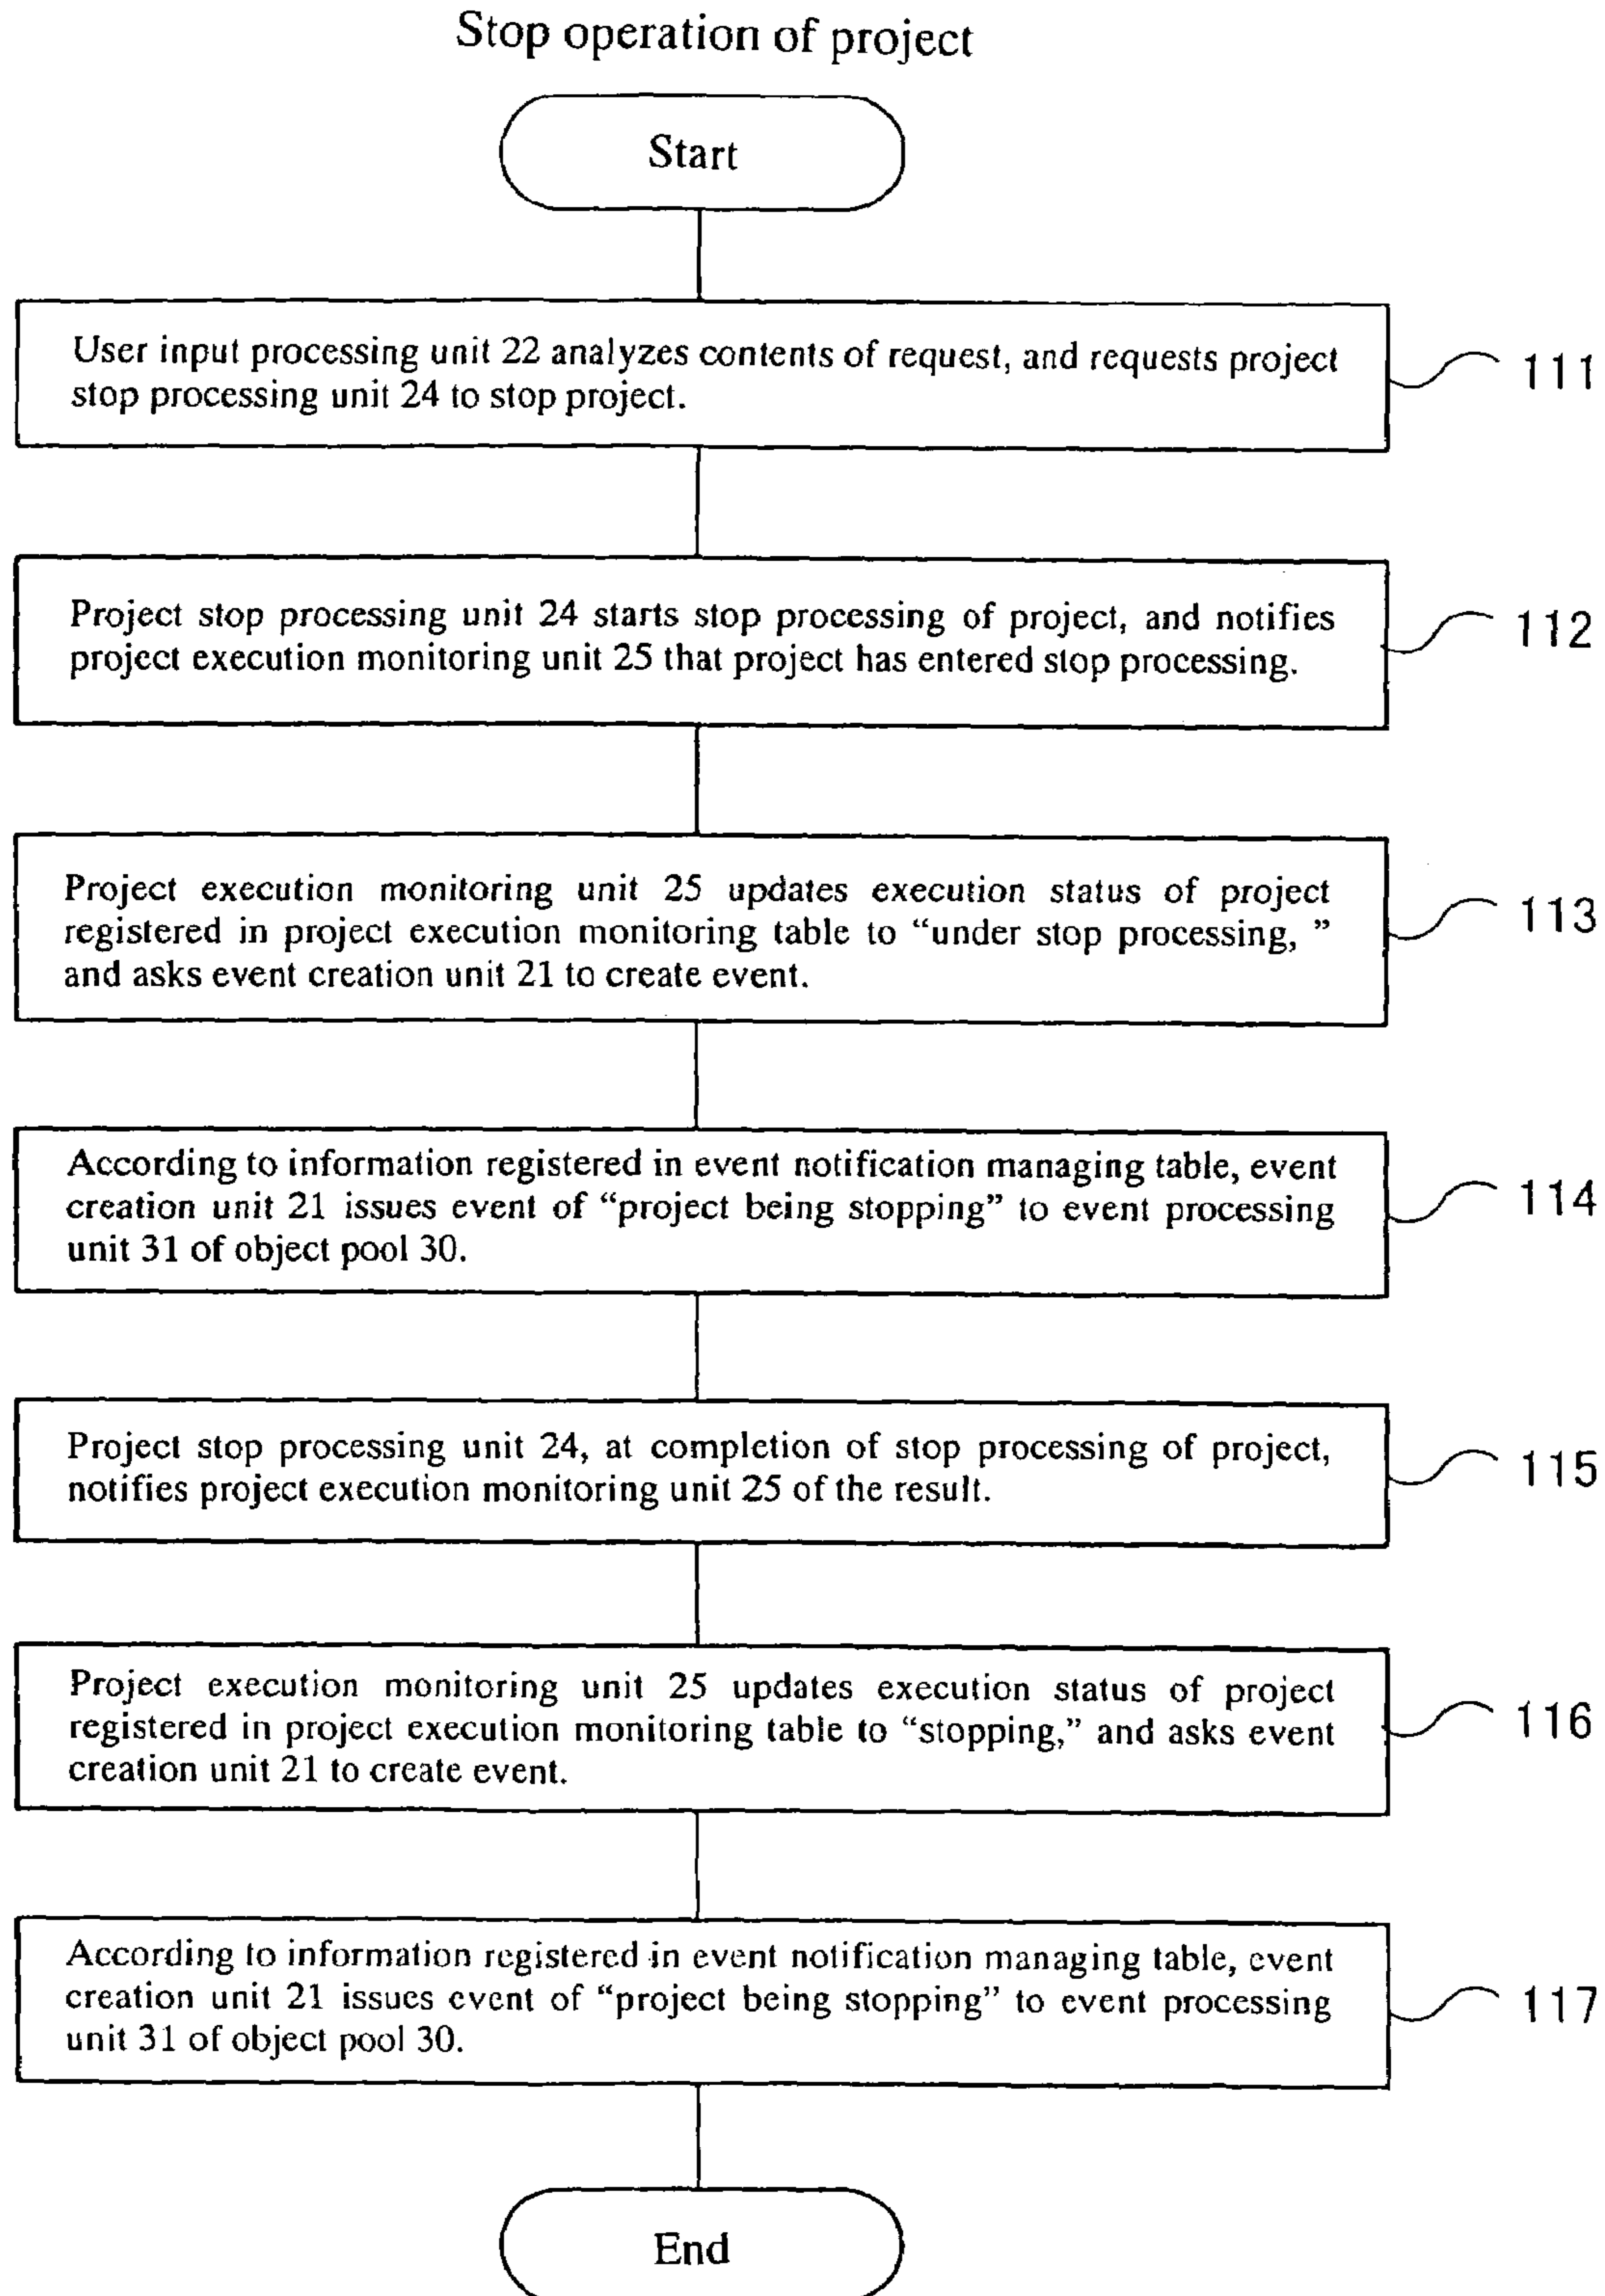 Stop operation of project
Start
User input processing unit 22 analyzes contents of request, and requests project
stop processing unit 24 to stop project.
111
Project stop processing unit 24 starts stop processing of project, and notifies
project execution monitoring unit 25 that project has entered stop processing.
112
Project execution monitoring unit 25 updates execution status of project
registered in project execution monitoring table to “under stop processing, ”
and asks event creation unit 21 to create event.
113
According to information registered in event notification managing table, event
creation unit 21 issues event of “project being stopping” to event processing
unit 31 of object pool 30.
114
Project stop processing unit 24, at completion of stop processing of project,
notifies project execution monitoring unit 25 of the result.
115
Project execution monitoring unit 25 updates execution status of project
registered in project execution monitoring table to “stopping,” and asks event
creation unit 21 to create event.
116
According to information registered in event notification managing table, event
creation unit 21 issues event of “project being stopping” to event processing
unit 31 of object pool 30.
117
End